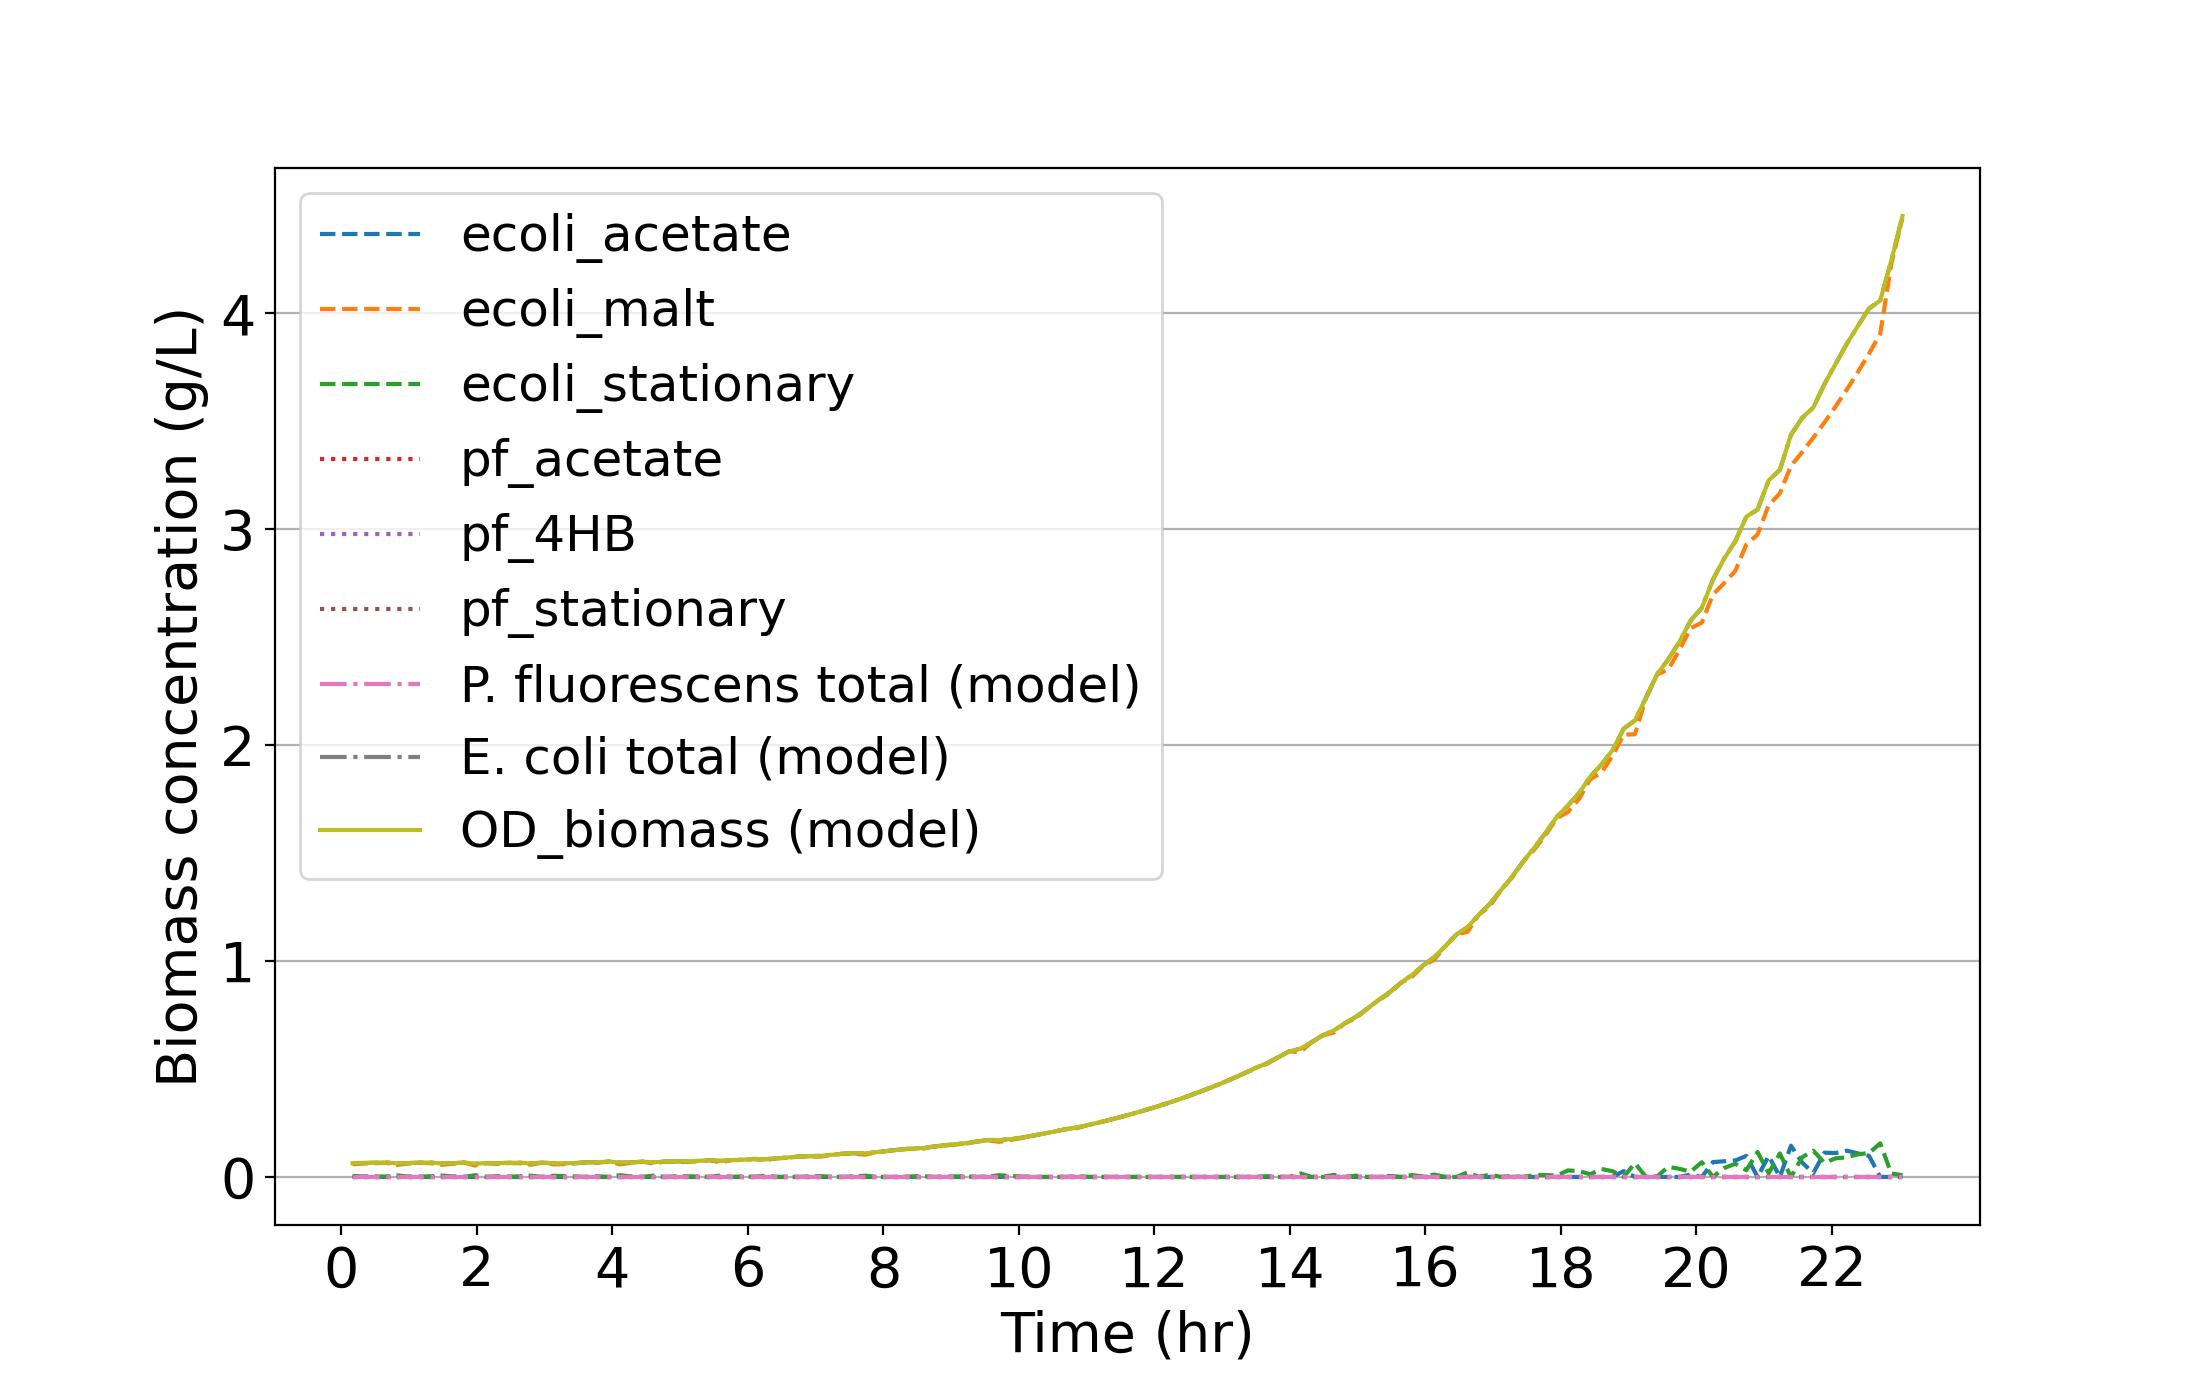 ecoli_acetate
ecoli_malt
ecoli_stationary
pf_acetate
pf_4HB
pf_stationary
P. fluorescens total (model)
E. coli total (model)
OD_biomass (model)
Biomass concentration (g/L)
4
3
2
1
0
0 2 4 6 8 10 12 14 16 18 20 22
Time (hr)